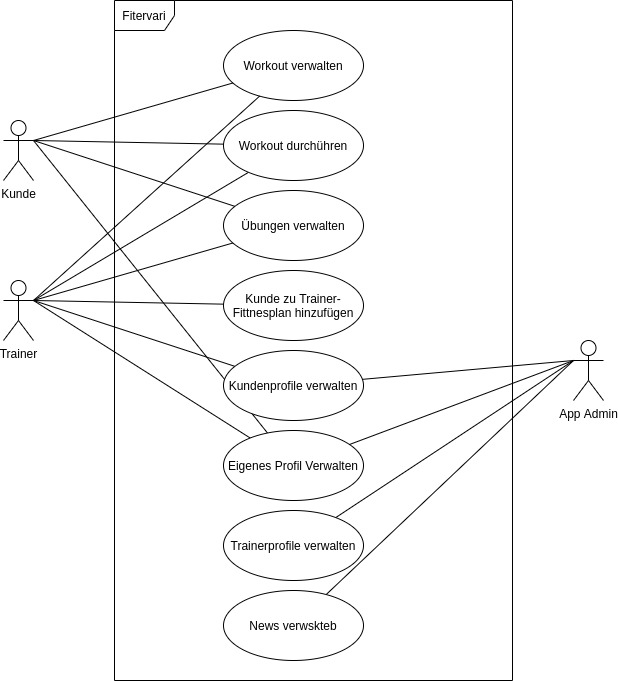 Fitervari
Workout verwalten
Workout durchühren
Kunde
Übungen verwalten
Kunde zu Trainer-
Fittnesplan hinzufügen
Trainer
Kundenprofile verwalten
App Admin
Eigenes Profil Verwalten
Trainerprofile verwalten
News verwskteb